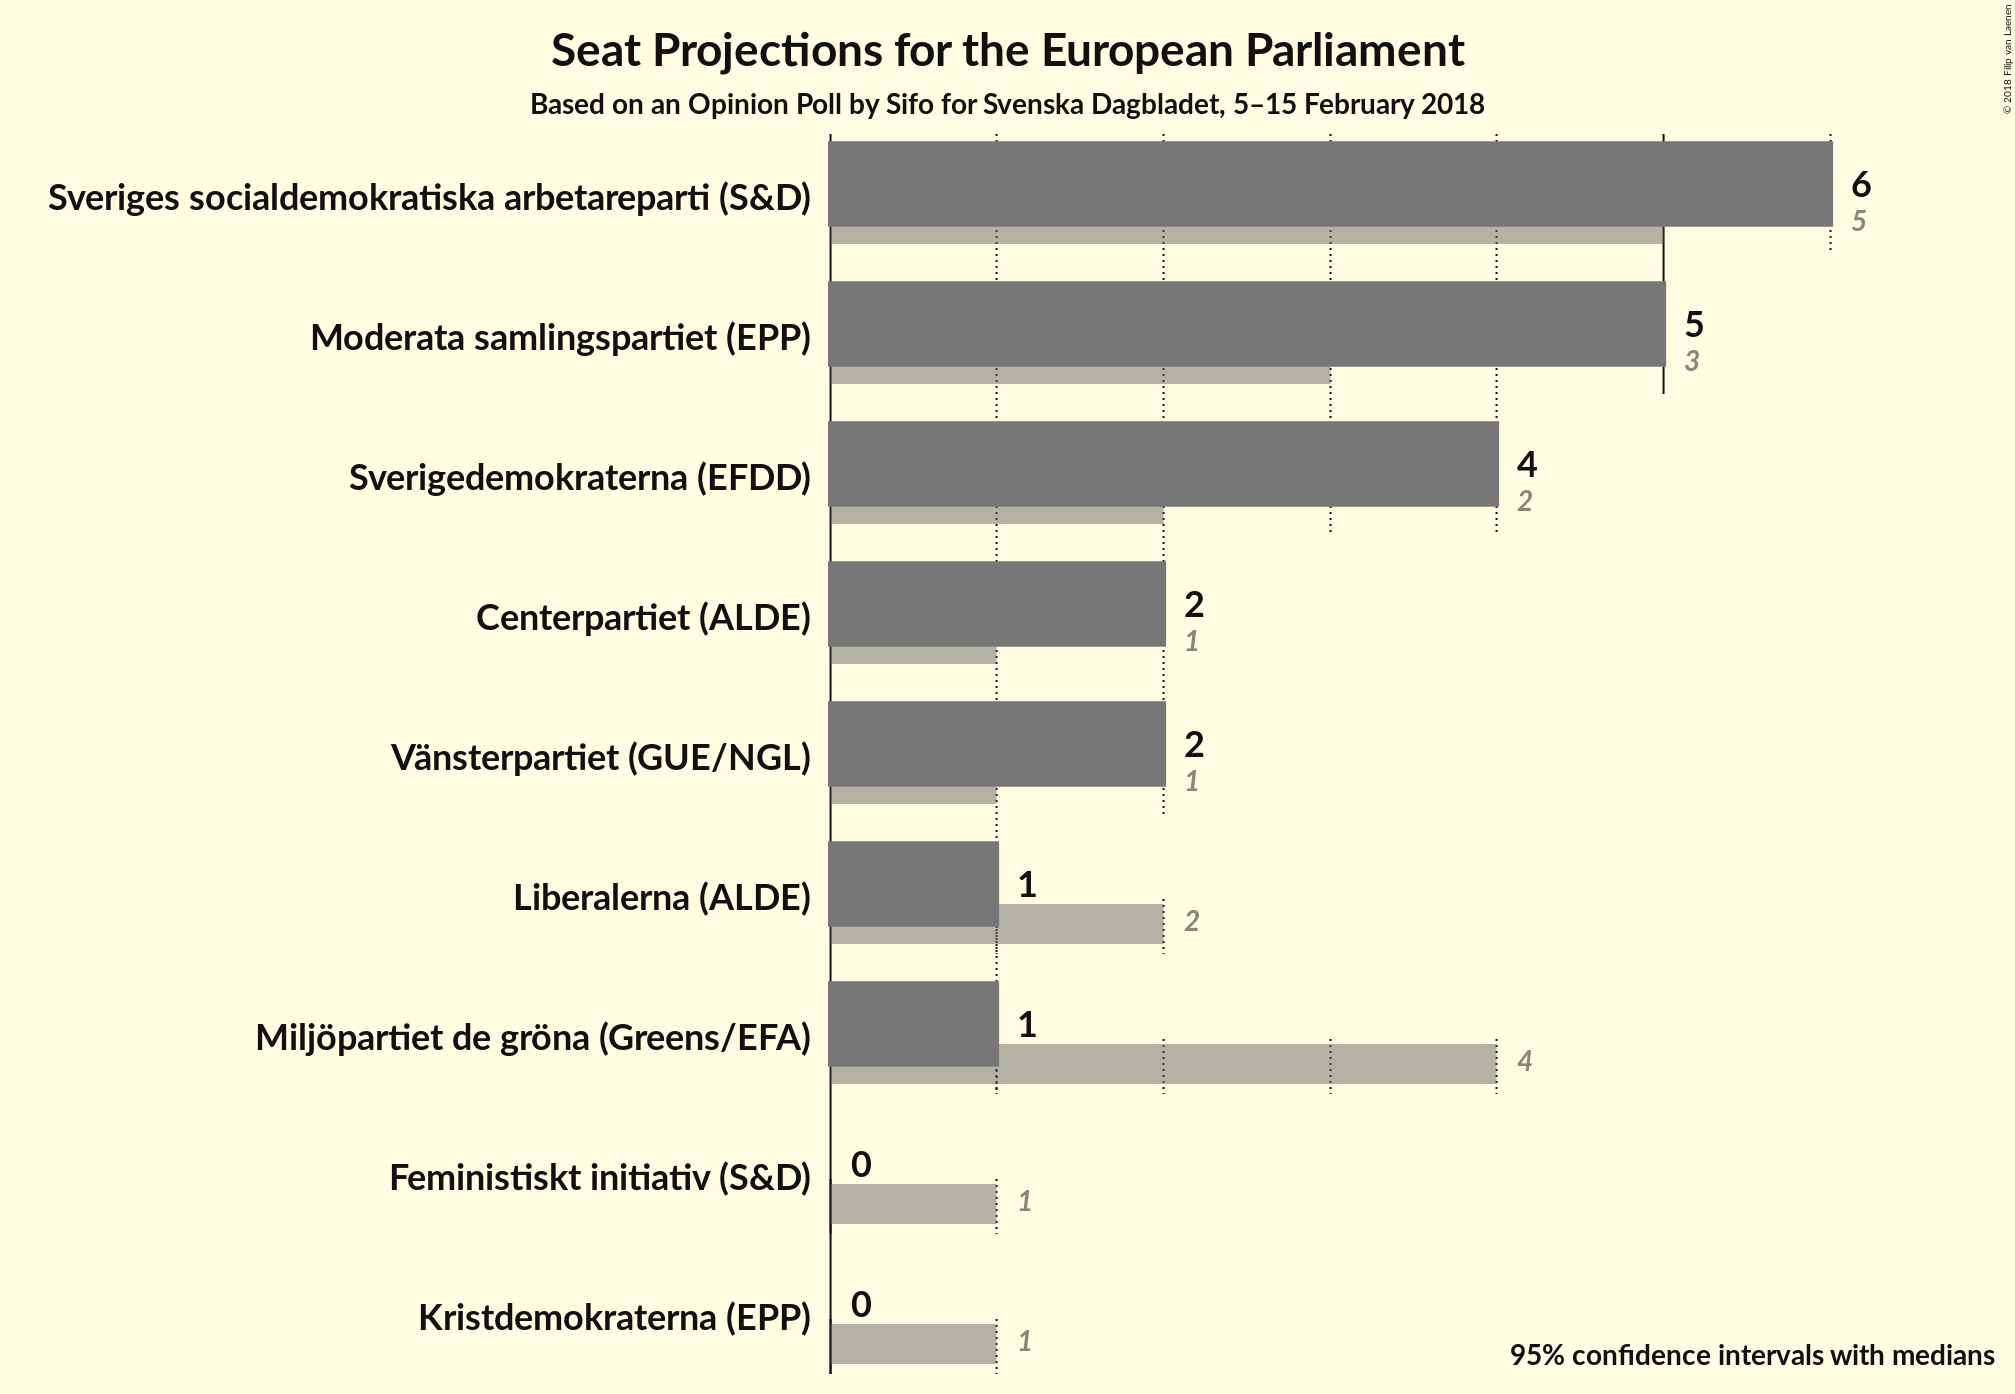 Seat Projections for the European Parliament
Based on an Opinion Poll by Sifo for Svenska Dagbladet, 5–15 February 2018
© 2018 Filip van Laenen
Sveriges socialdemokratiska arbetareparti (S&D)
6
5
Moderata samlingspartiet (EPP)
5
3
Sverigedemokraterna (EFDD)
4
2
Centerpartiet (ALDE)
2
1
Vänsterpartiet (GUE/NGL)
2
1
Liberalerna (ALDE)
1
2
Miljöpartiet de gröna (Greens/EFA)
1
4
Feministiskt initiativ (S&D)
0
1
Kristdemokraterna (EPP)
0
1
95% confidence intervals with medians